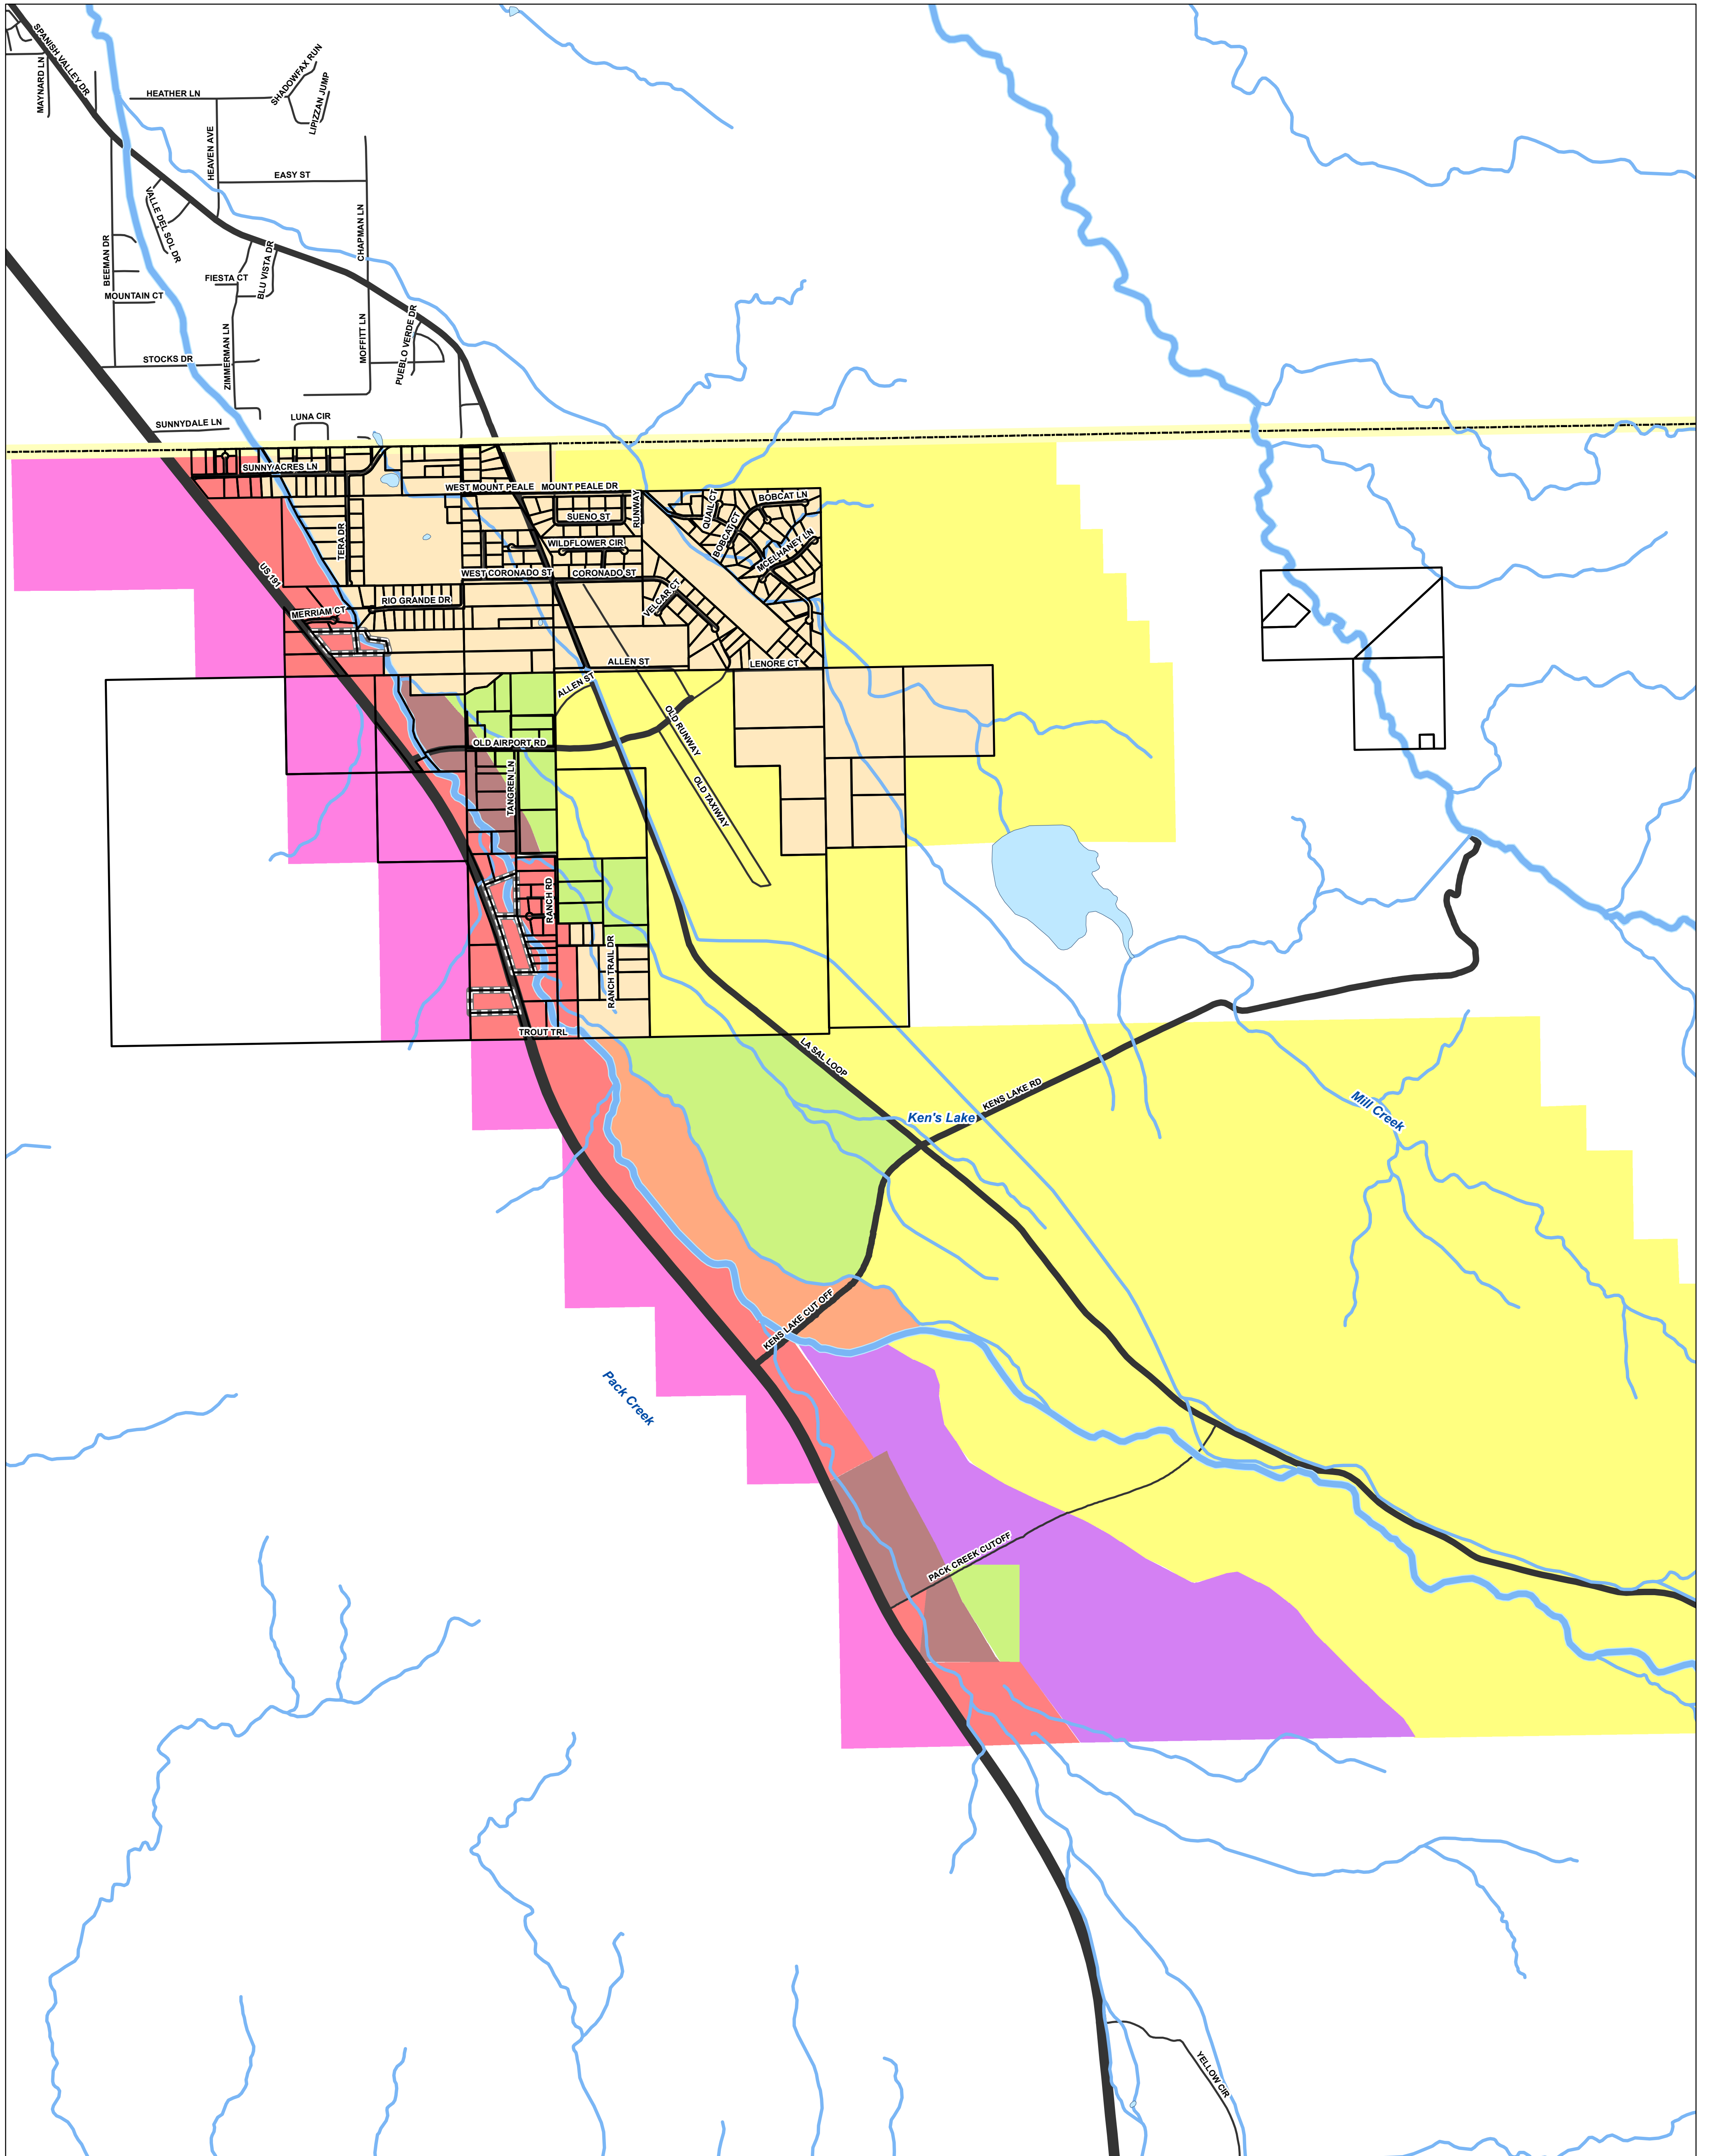 SPANISH VALLEY DR
MAYNARD LN
HEATHER LN
SHADOWFAX RUN
LIPIZZAN JUMP
HEAVEN AVE
EASY ST
VALLE DEL SOL DR
CHAPMAN LN
BEEMAN DR
BLU VISTA DR
FIESTA CT
MOUNTAIN CT
PUEBLO VERDE DR
MOFFITT LN
ZIMMERMAN LN
STOCKS DR
LUNA CIR
SUNNYDALE LN
SUNNY ACRES LN
WEST MOUNT PEALE
MOUNT PEALE DR
RUNWAY
QUAIL CT
BOBCAT LN
BOBCAT CT
SUENO ST
TERA DR
WILDFLOWER CIR
MCELHANEY LN
US 191
WEST CORONADO ST
CORONADO ST
VELCAR CT
RIO GRANDE DR
MERRIAM CT
ALLEN ST
LENORE CT
ALLEN ST
OLD RUNWAY
OLD AIRPORT RD
TANGREN LN
OLD TAXIWAY
RANCH RD
RANCH TRAIL DR
TROUT TRL
LA SAL LOOP
KENS LAKE RD
Ken's Lake
Mill Creek
KENS LAKE CUT OFF
Pack Creek
PACK CREEK CUTOFF
YELLOW CIR